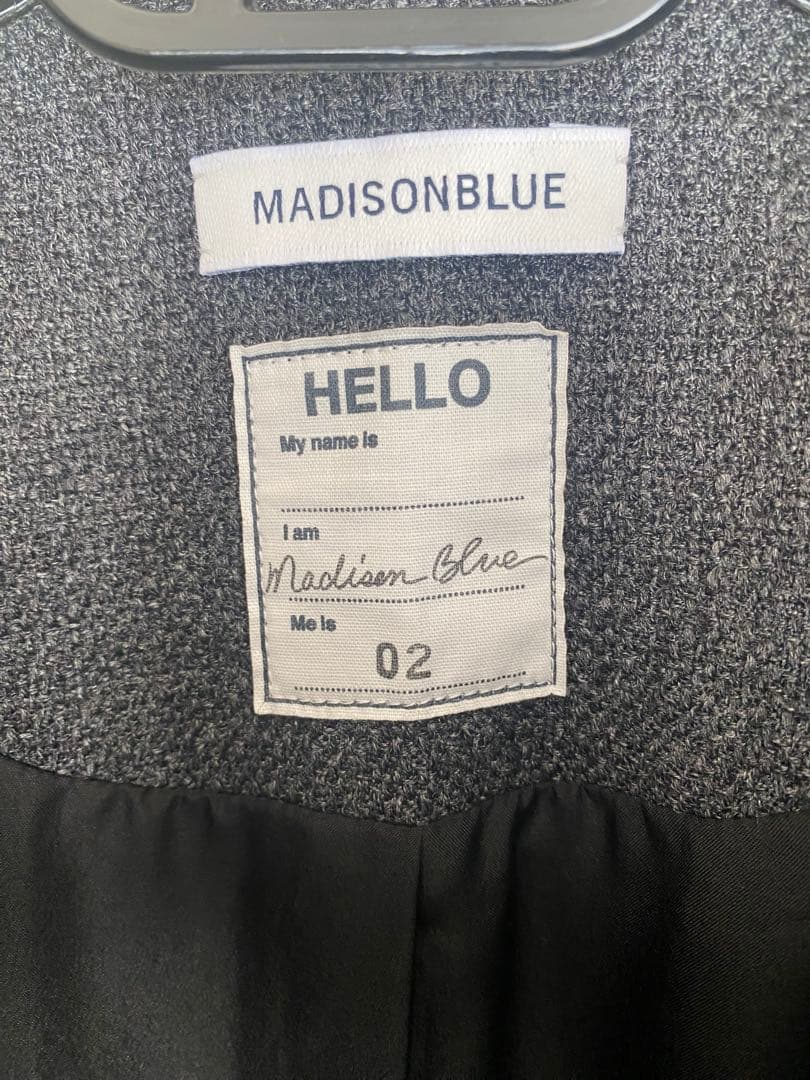 MADISONBLUE
HELLO
My name is
I am
Madison Blue
Me is
02